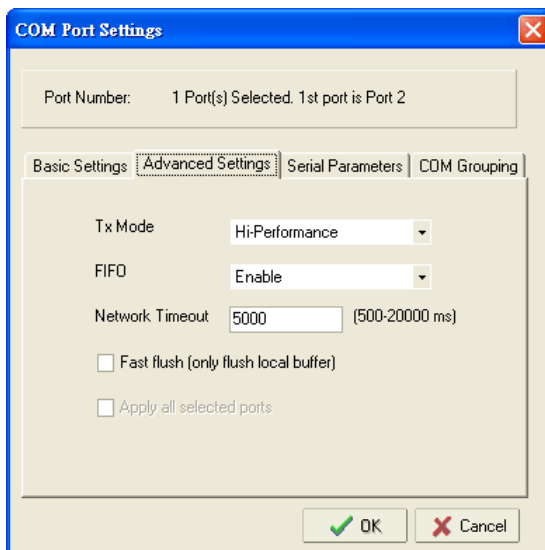 COM Port Settings
Port Number: 1 Port(s) Selected. 1st port is Port 2
Basic Settings Advanced Settings Serial Parameters COM Grouping
Tx Mode Hi-Performance
FIFO Enable
Network Timeout 5000 (500-20000 ms)
Fast flush (only flush local buffer)
Apply all selected ports
OK Cancel